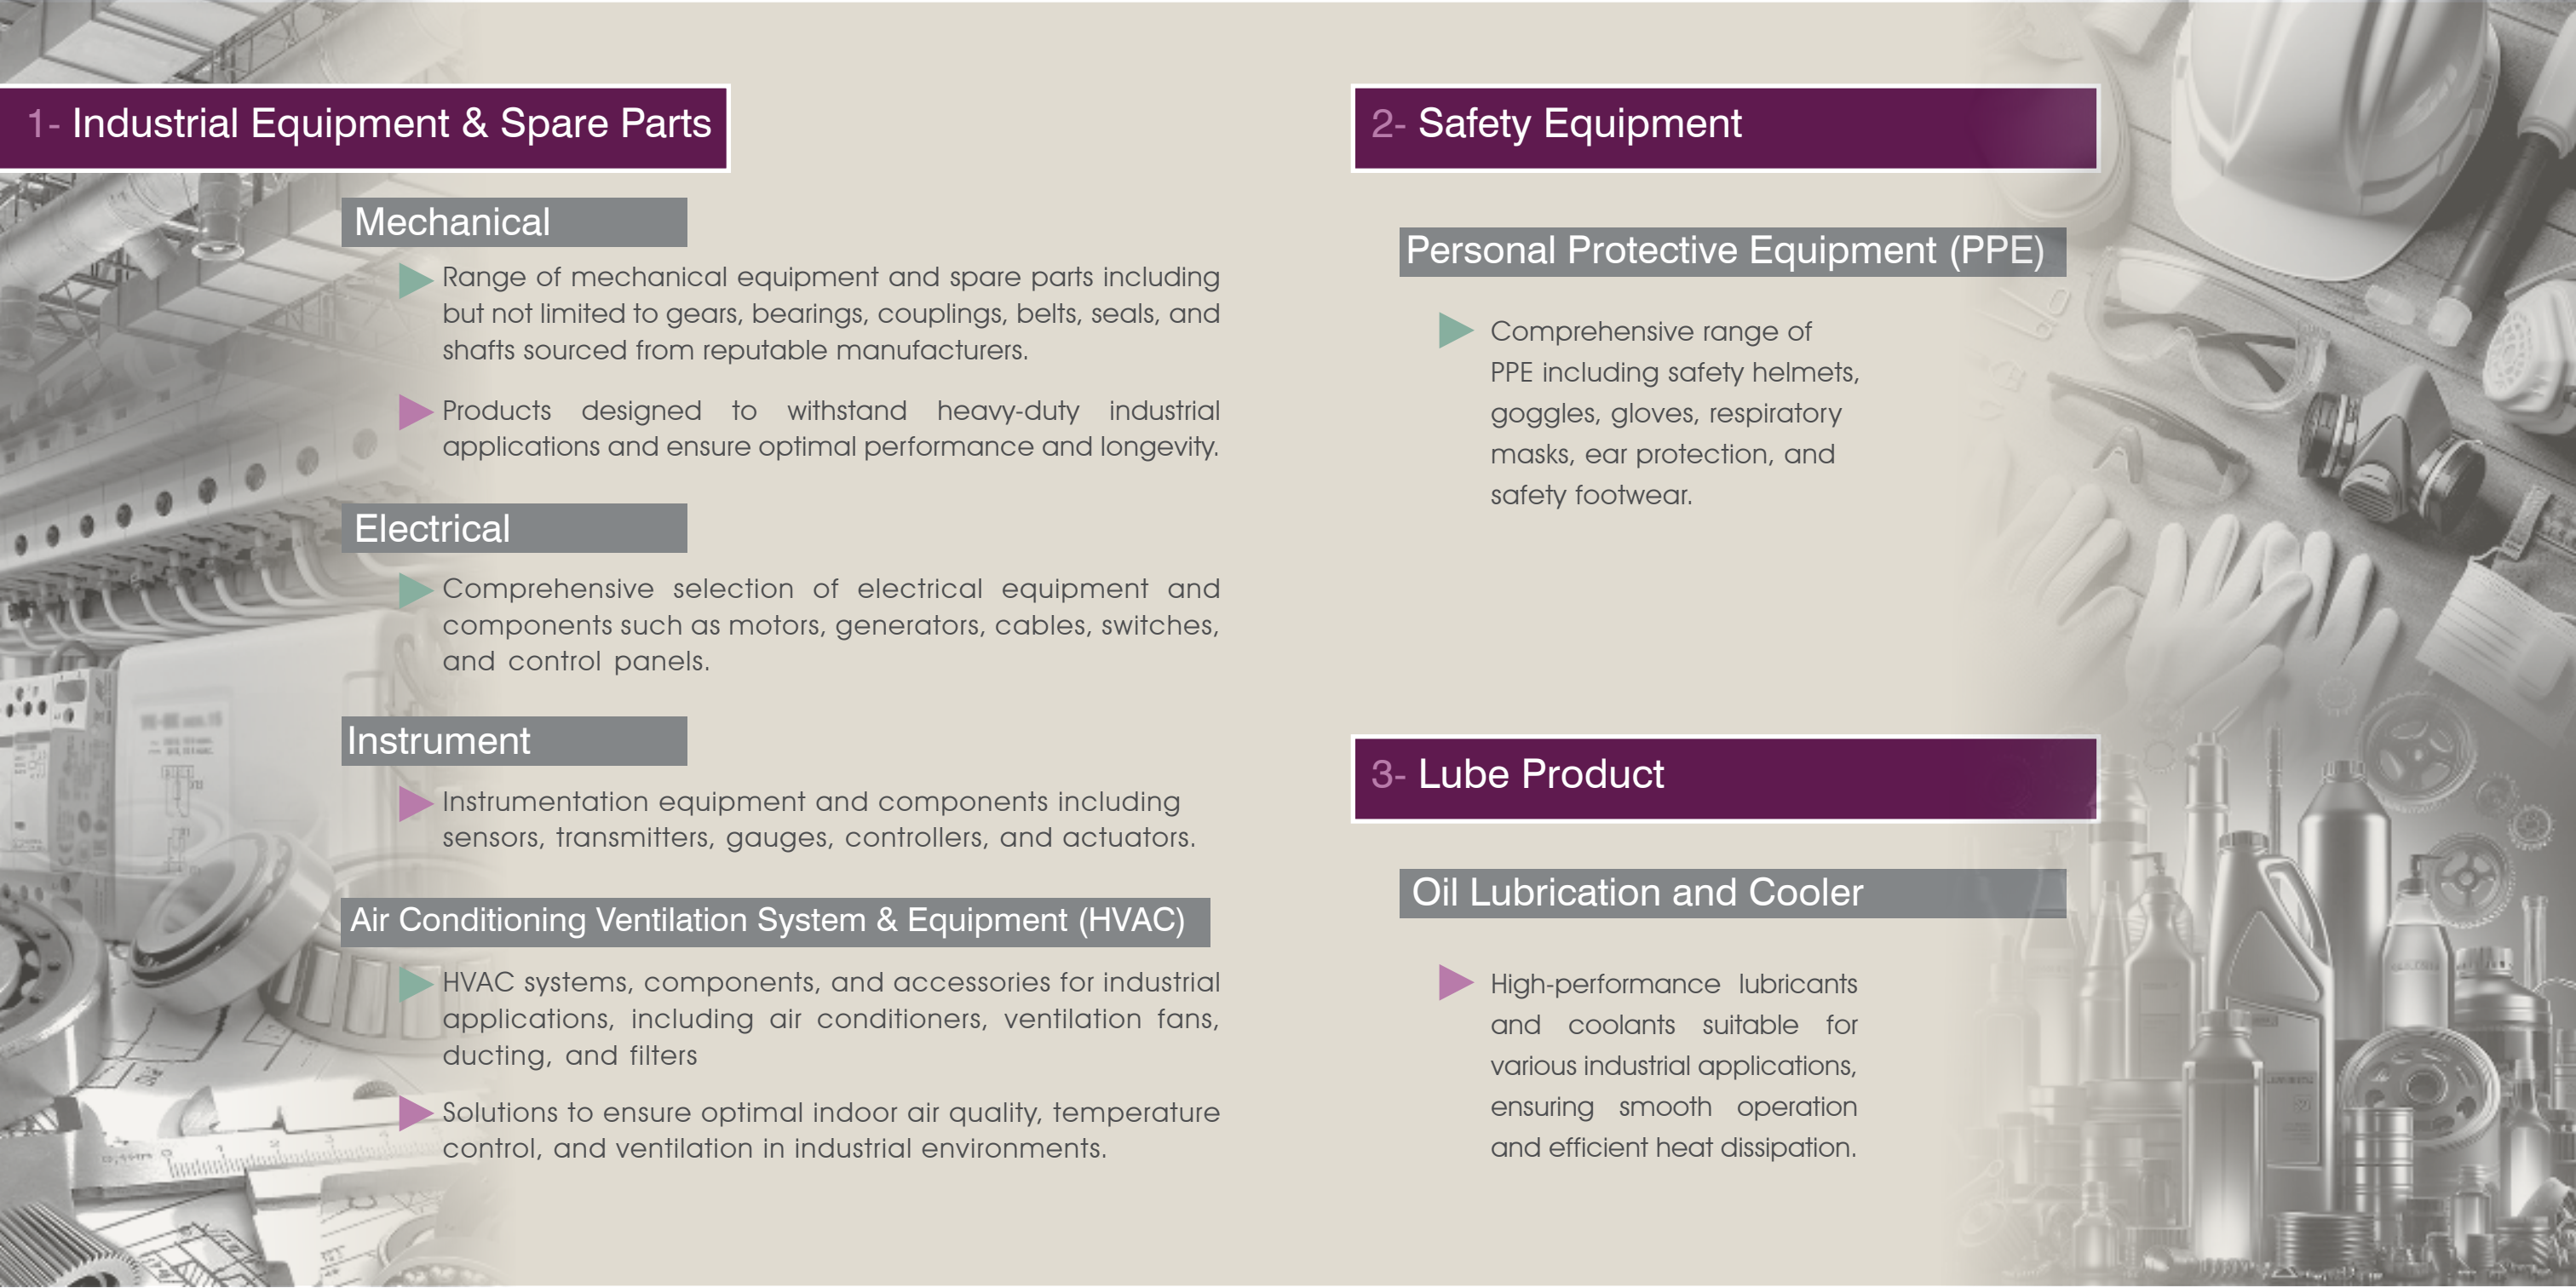 1- Industrial Equipment & Spare Parts
Mechanical
Range of mechanical equipment and spare parts including
but not limited to gears, bearings, couplings, belts, seals, and
shafts sourced from reputable manufacturers.
Products designed to withstand heavy-duty industrial
applications and ensure optimal performance and longevity.
Electrical
Comprehensive selection of electrical equipment and
components such as motors, generators, cables, switches,
and control panels.
Instrument
Instrumentation equipment and components including
sensors, transmitters, gauges, controllers, and actuators.
Air Conditioning Ventilation System & Equipment (HVAC)
HVAC systems, components, and accessories for industrial
applications, including air conditioners, ventilation fans,
ducting, and filters
Solutions to ensure optimal indoor air quality, temperature
control, and ventilation in industrial environments.
2- Safety Equipment
Personal Protective Equipment (PPE)
Comprehensive range of
PPE including safety helmets,
goggles, gloves, respiratory
masks, ear protection, and
safety footwear.
3- Lube Product
Oil Lubrication and Cooler
High-performance lubricants
and coolants suitable for
various industrial applications,
ensuring smooth operation
and efficient heat dissipation.